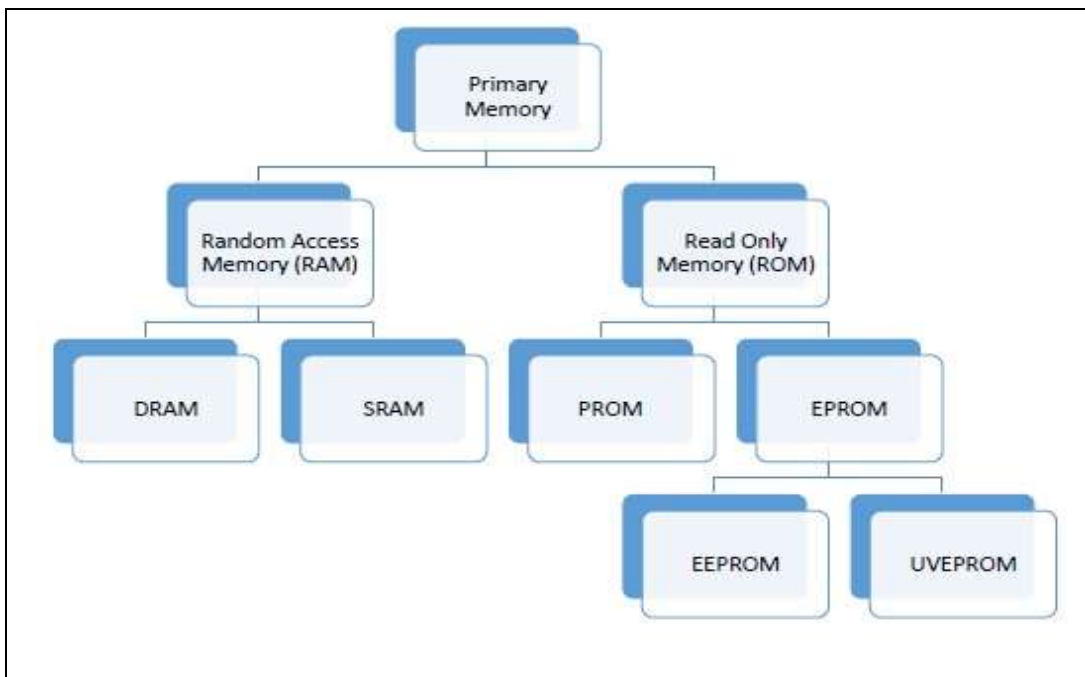 Primary
Memory
Random Access
Memory (RAM)
Read Only
Memory (ROM)
DRAM
SRAM
PROM
EPROM
EEPROM
UVEPROM